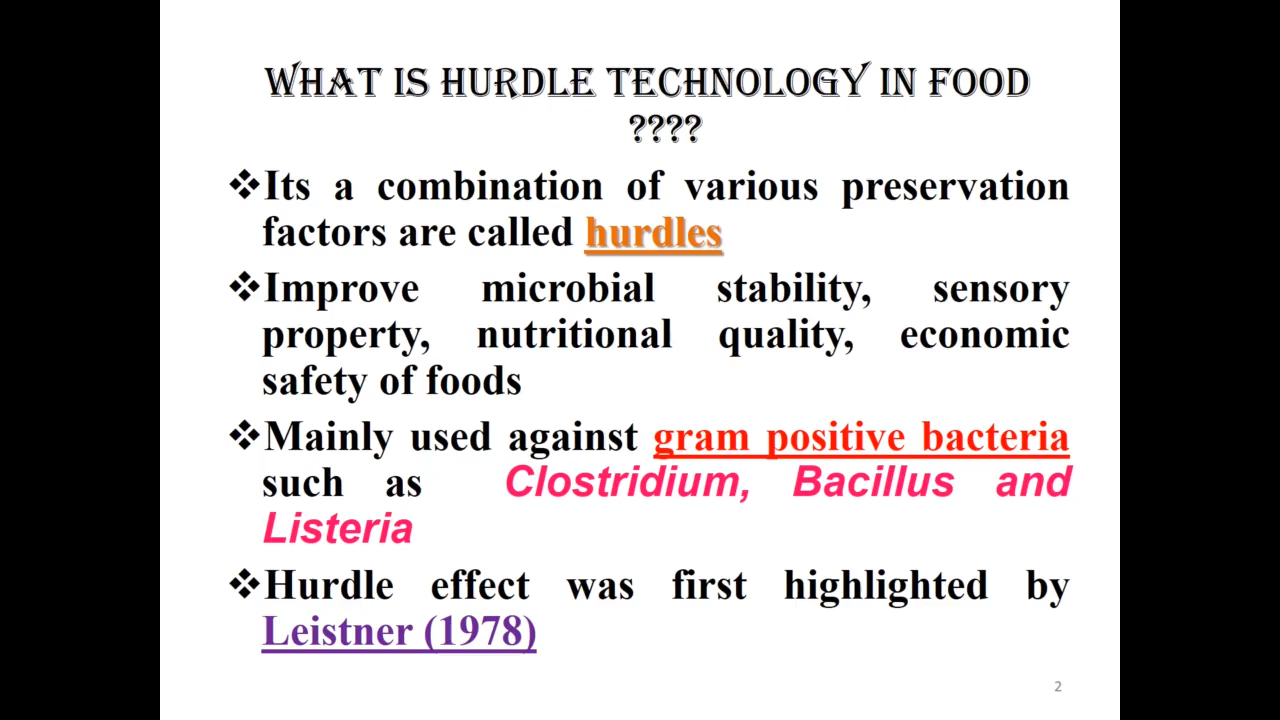 WHAT IS HURDLE TECHNOLOGY IN FOOD
????
❖Its a combination of various preservation
factors are called hurdles
❖Improve microbial stability, sensory
property, nutritional quality, economic
safety of foods
❖Mainly used against gram positive bacteria
such as Clostridium, Bacillus and
Listeria
❖Hurdle effect was first highlighted by
Leistner (1978)
2